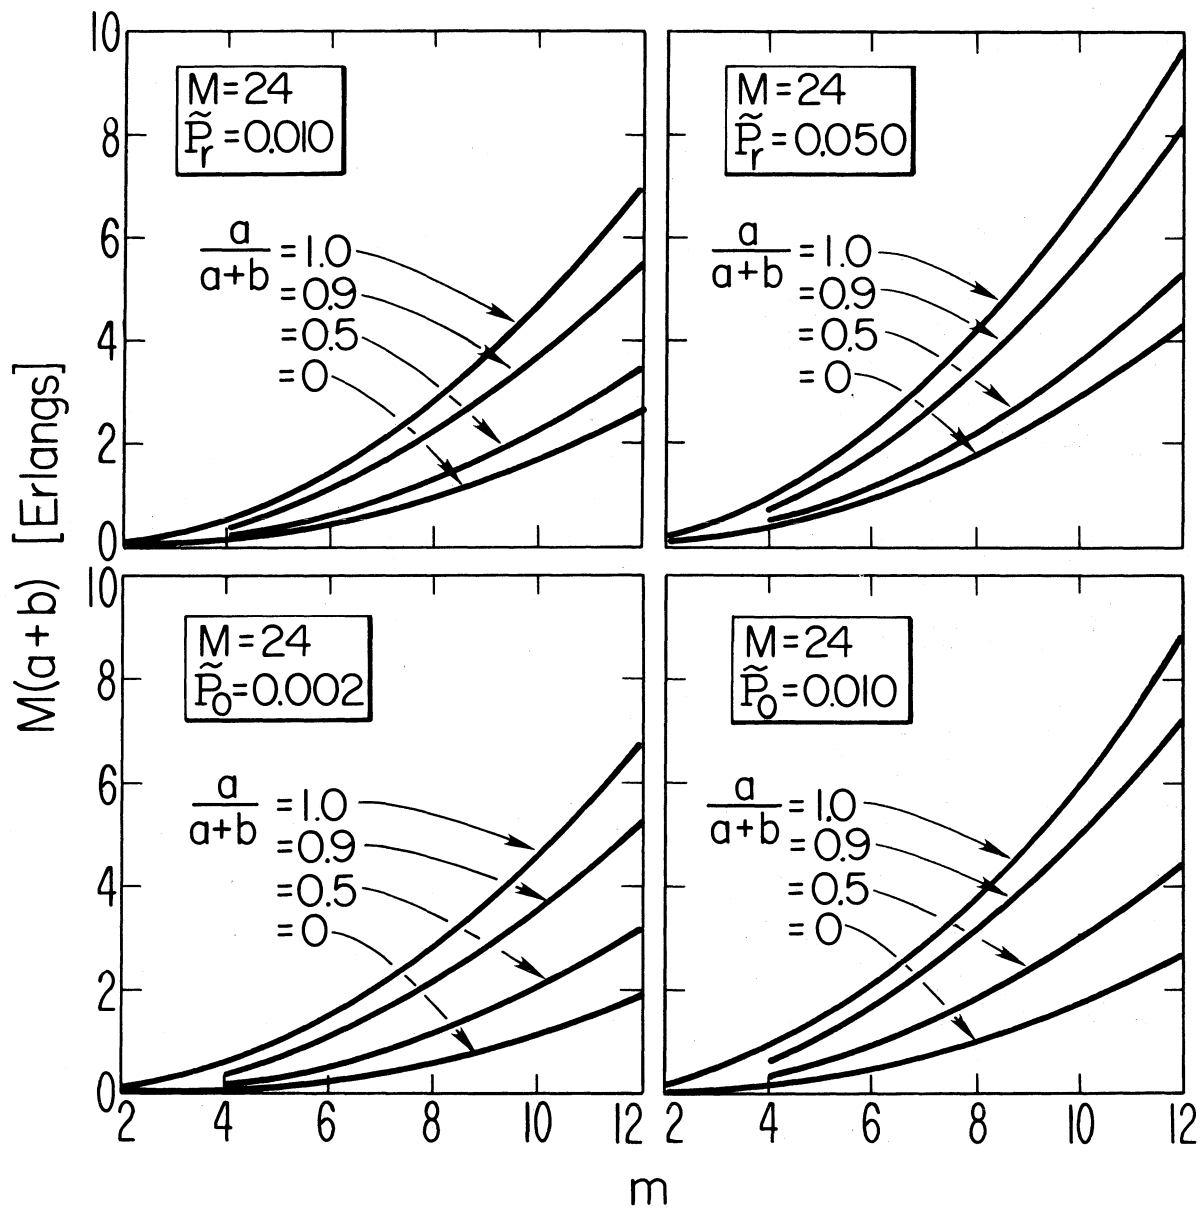 M(a+b) [Erlangs]
10
8
6
4
2
0
M=24
P̃r=0.010
a
a+b
=1.0
=0.9
=0.5
=0
M=24
P̃r=0.050
a
a+b
=1.0
=0.9
=0.5
=0
10
8
6
4
2
0
M=24
P̃0=0.002
a
a+b
=1.0
=0.9
=0.5
=0
2 4 6 8 10 12
M=24
P̃0=0.010
a
a+b
=1.0
=0.9
=0.5
=0
2 4 6 8 10 12
m